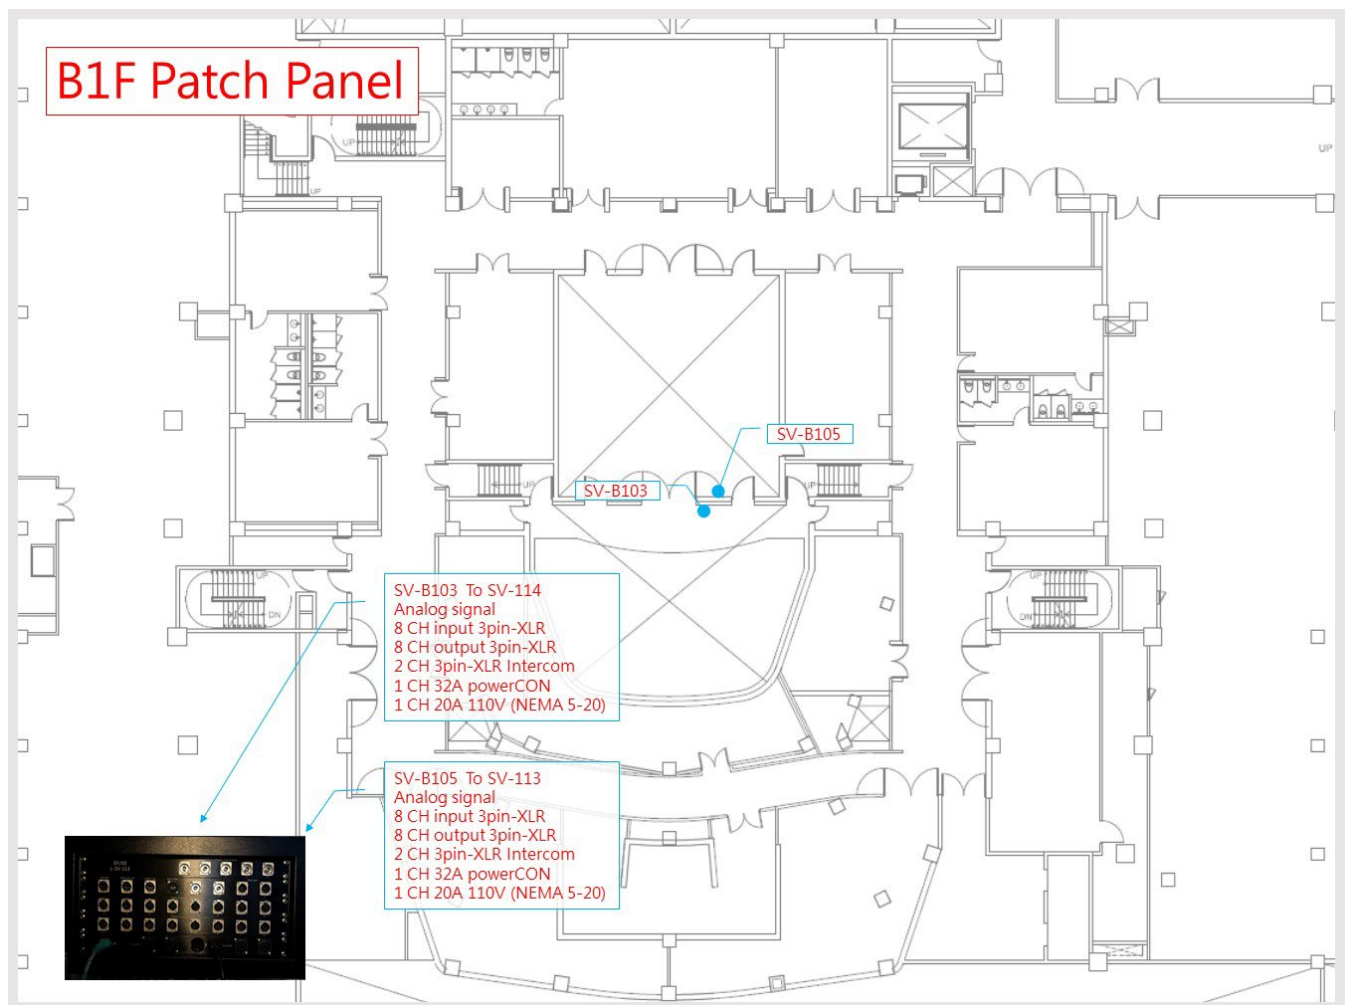 B1F Patch Panel
UP
UP
UP
SV-B105
SV-B103
UP
UP
UP
DN
UP
DN
SV-B103 To SV-114
Analog signal
8 CH input 3pin-XLR
8 CH output 3pin-XLR
2 CH 3pin-XLR Intercom
1 CH 32A powerCON
1 CH 20A 110V (NEMA 5-20)
SV-B105 To SV-113
Analog signal
8 CH input 3pin-XLR
8 CH output 3pin-XLR
2 CH 3pin-XLR Intercom
1 CH 32A powerCON
1 CH 20A 110V (NEMA 5-20)